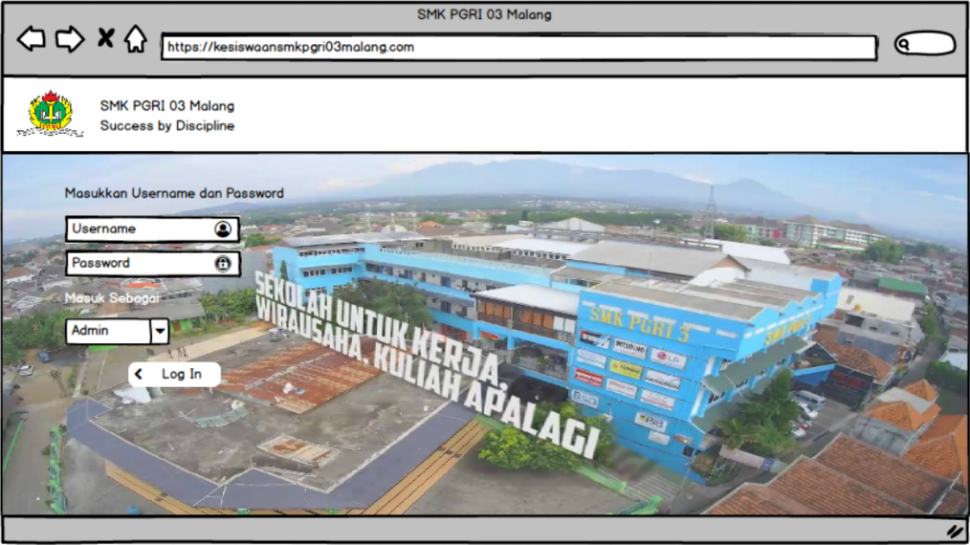 SMK PGRI 03 Malang
https://kesiswaansmkpgri03malang.com
SMK PGRI 03 Malang
Success by Discipline
Masukkan Username dan Password
Username
Password
Masuk Sebagai
Admin
Log In
SEKOLAH UNTUK KERJA,
WIRAUSAHA, KULIAH APALAGI
SMK PGRI 3
LG